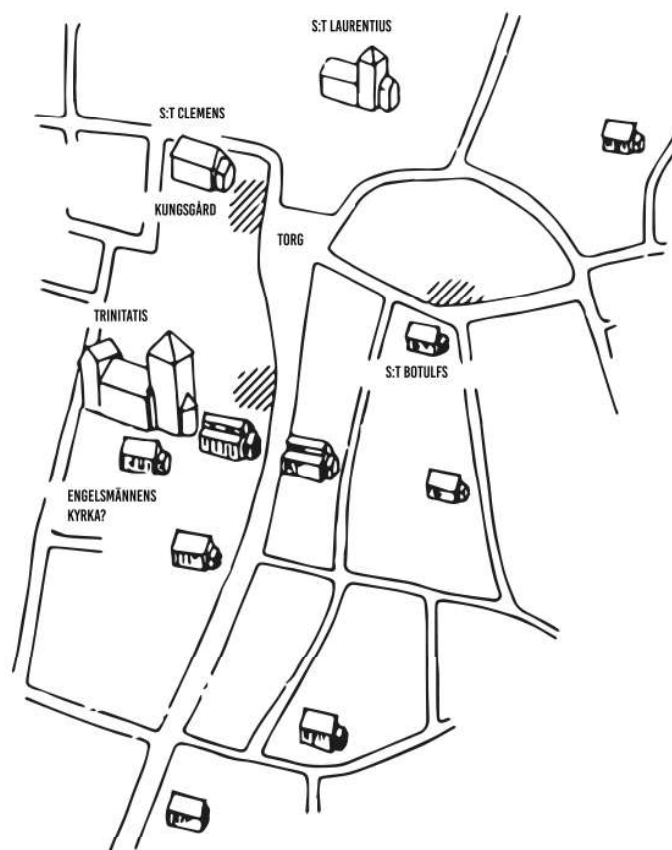 S:T LAURENTIUS
S:T CLEMENS
KUNGSGÅRD
TORG
TRINITATIS
S:T BOTULFS
ENGELSMÄNNENS
KYRKA?